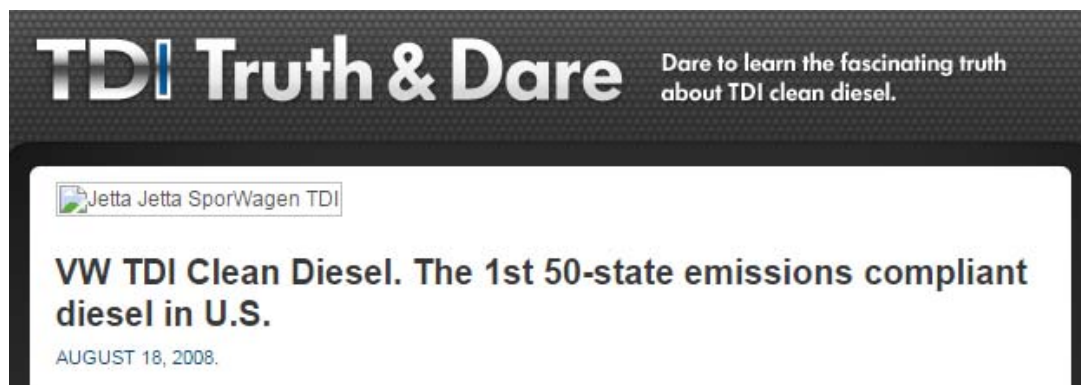 TDI Truth & Dare
Dare to learn the fascinating truth
about TDI clean diesel.
Jetta Jetta SporWagen TDI
VW TDI Clean Diesel. The 1st 50-state emissions compliant
diesel in U.S.
AUGUST 18, 2008.